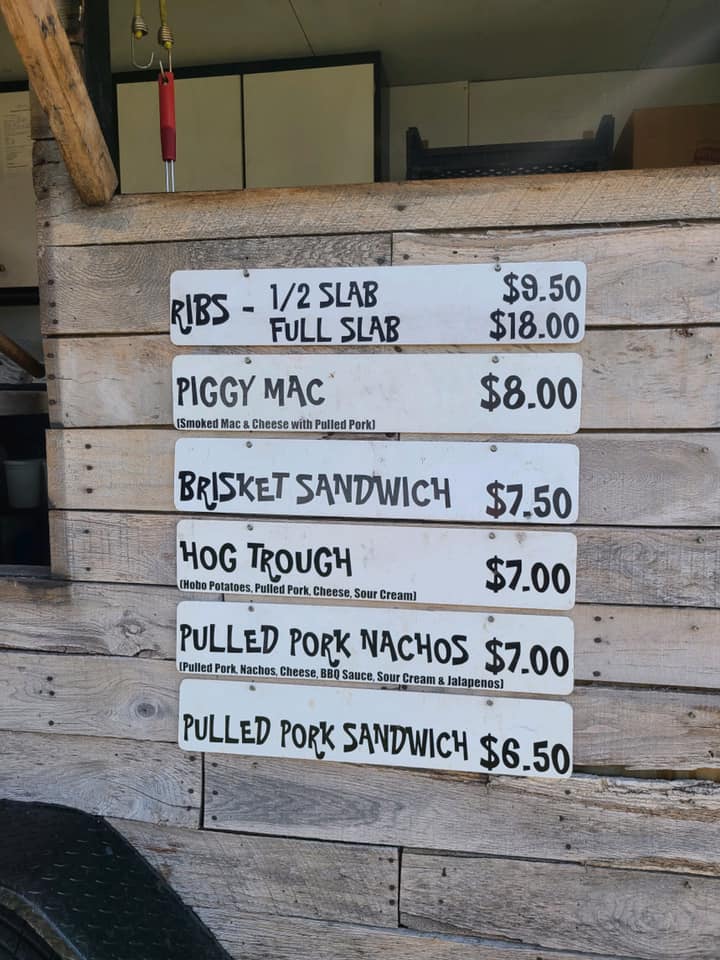 RIBS - 1/2 SLAB $9.50
FULL SLAB $18.00
PIGGY MAC $8.00
(Smoked Mac & Cheese with Pulled Pork)
BRISKET SANDWICH $7.50
HOG TROUGH $7.00
(Hobo Potatoes, Pulled Pork, Cheese, Sour Cream)
PULLED PORK NACHOS $7.00
(Pulled Pork, Nachos, Cheese, BBQ Sauce, Sour Cream & Jalapenos)
PULLED PORK SANDWICH $6.50